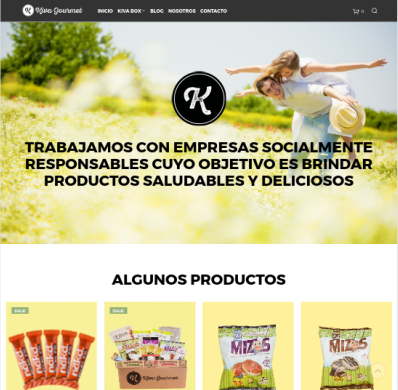 Kiva Gourmet INICIO KIVA BOX BLOG NOSOTROS CONTACTO 0
K
TRABAJAMOS CON EMPRESAS SOCIALMENTE
RESPONSABLES CUYO OBJETIVO ES BRINDAR
PRODUCTOS SALUDABLES Y DELICIOSOS
ALGUNOS PRODUCTOS
SALE SALE
MIZOS MIZOS
Kiva Gourmet